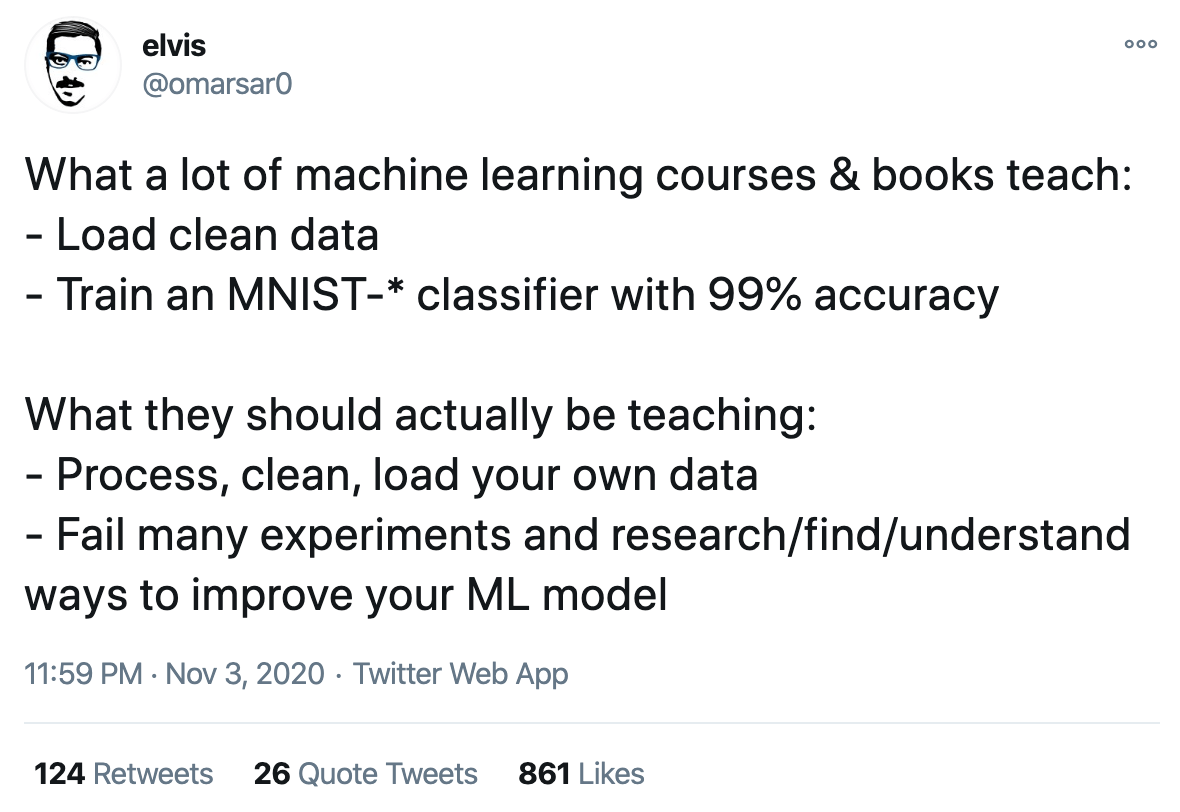 elvis
@omarsar0
What a lot of machine learning courses & books teach:
- Load clean data
- Train an MNIST-* classifier with 99% accuracy
What they should actually be teaching:
- Process, clean, load your own data
- Fail many experiments and research/find/understand
ways to improve your ML model
11:59 PM · Nov 3, 2020 · Twitter Web App
124 Retweets 26 Quote Tweets 861 Likes